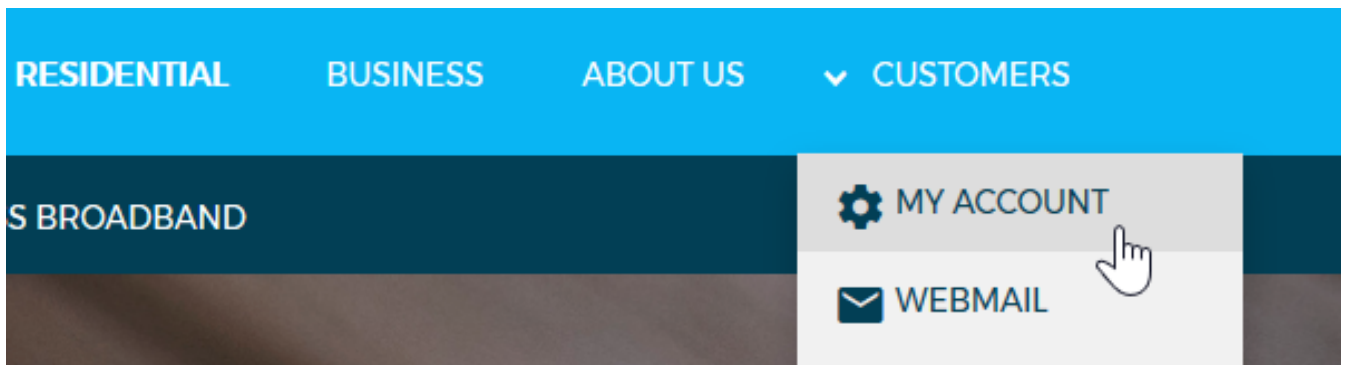 RESIDENTIAL BUSINESS ABOUT US CUSTOMERS
S BROADBAND
MY ACCOUNT
WEBMAIL